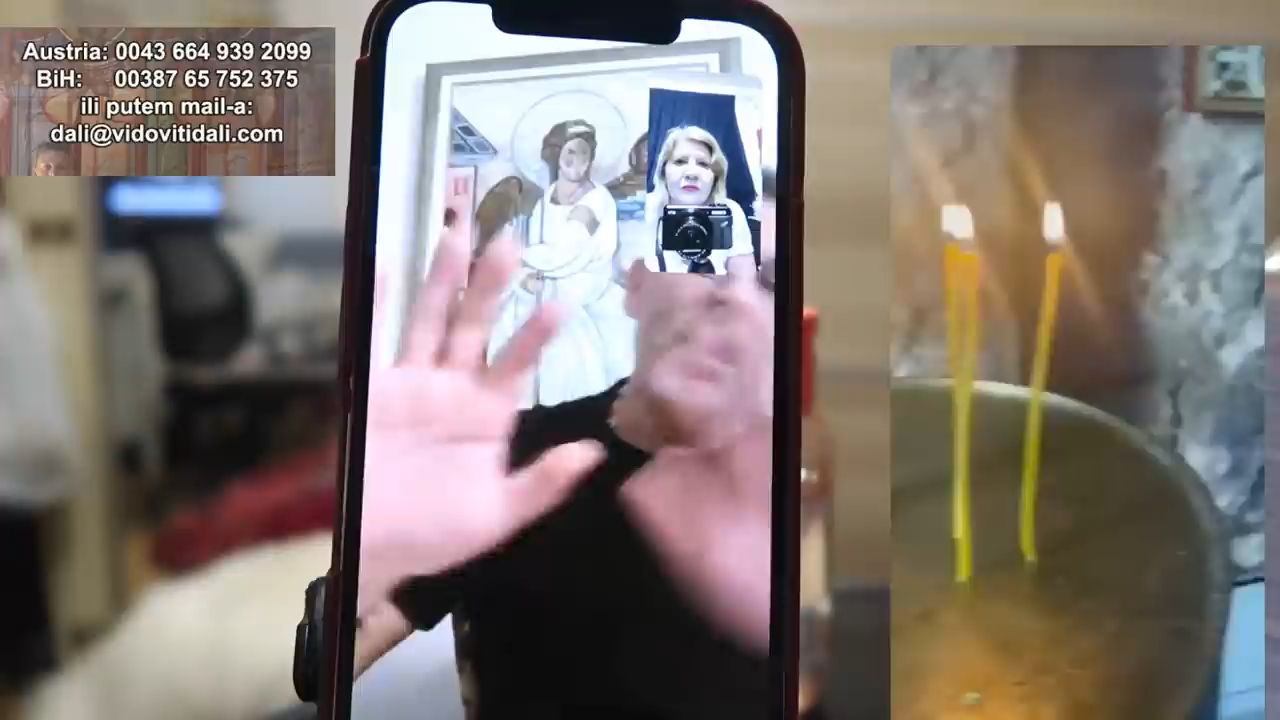 Austria: 0043 664 939 2099
BiH: 00387 65 752 375
ili putem mail-a:
dali@vidovitidali.com